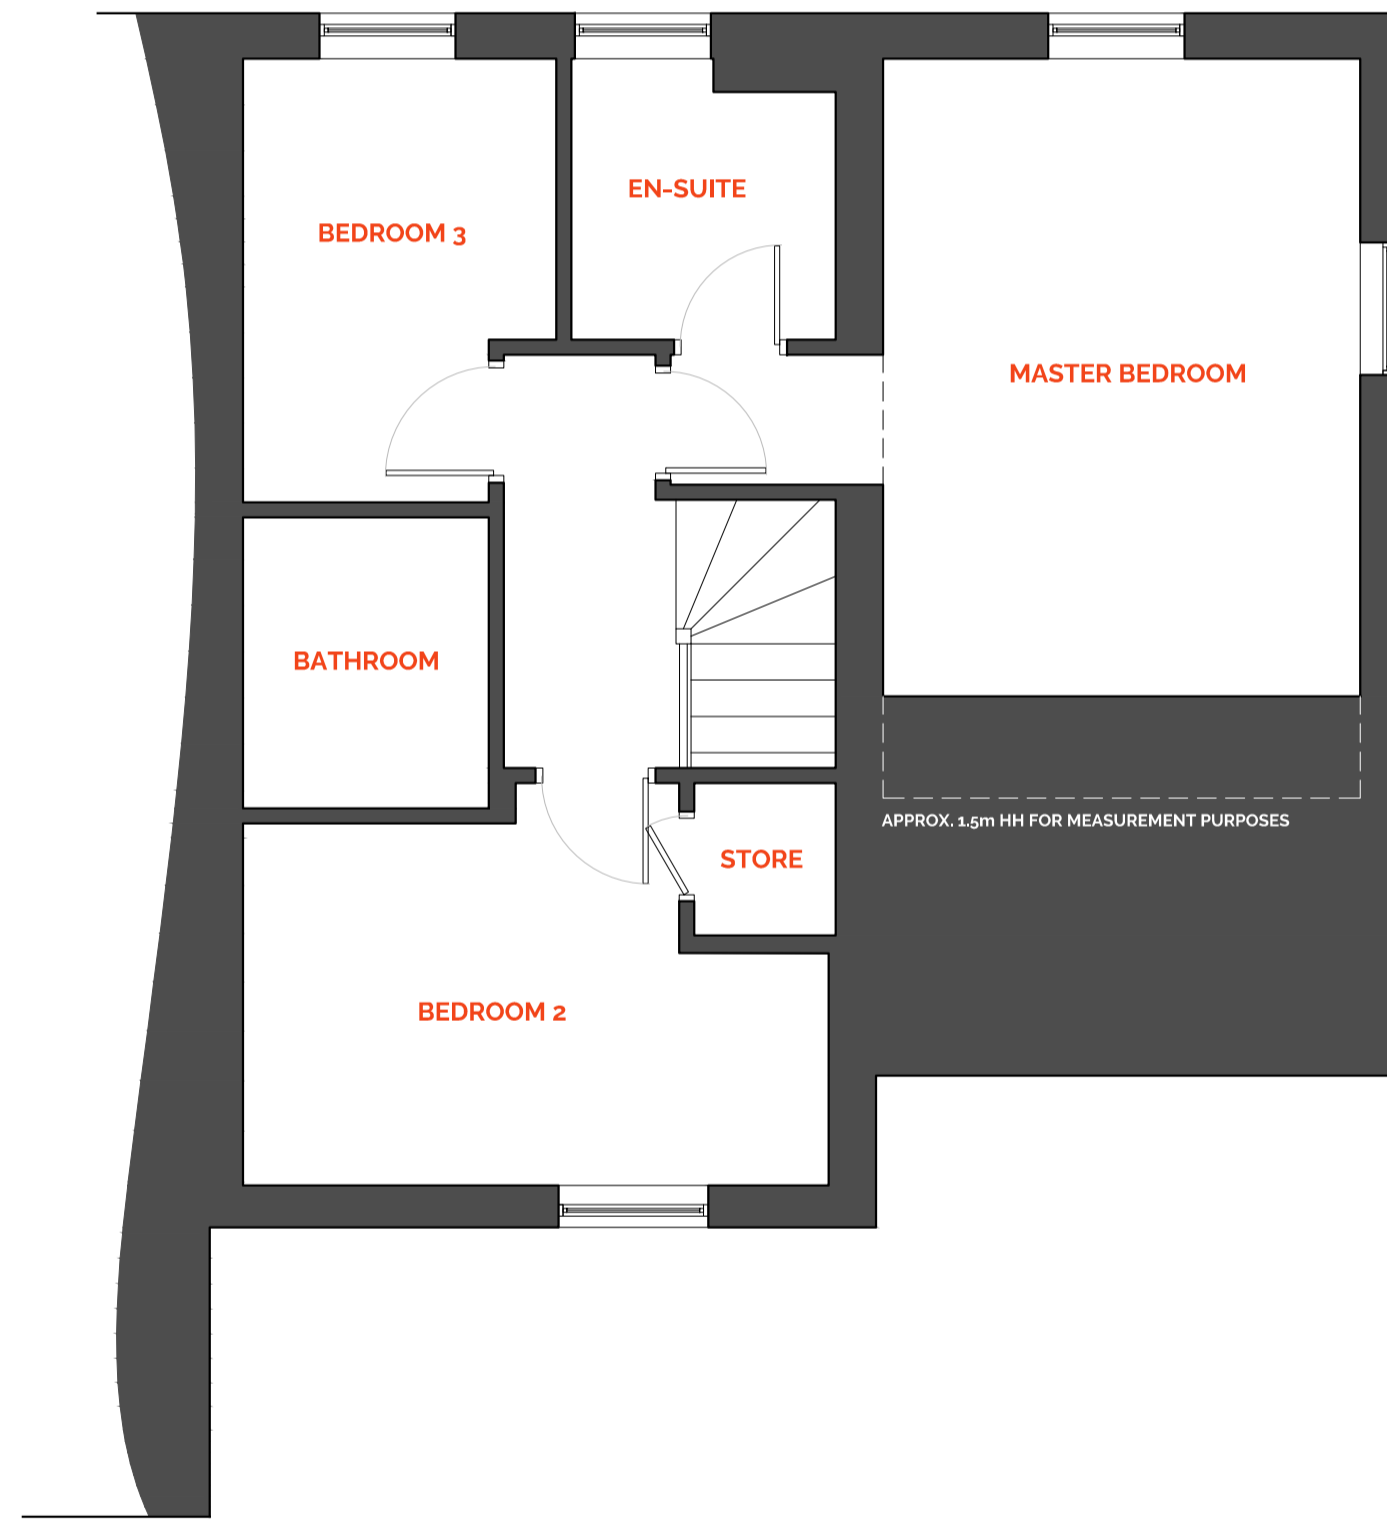 EN-SUITE
BEDROOM 3
MASTER BEDROOM
BATHROOM
APPROX. 1.5m HH FOR MEASUREMENT PURPOSES
STORE
BEDROOM 2